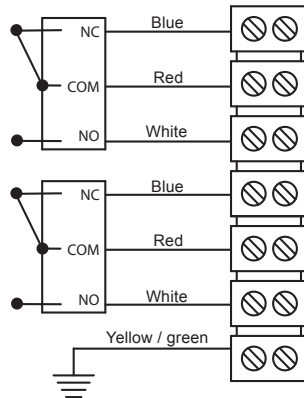 NC Blue
COM Red
NO White
NC Blue
COM Red
NO White
Yellow / green